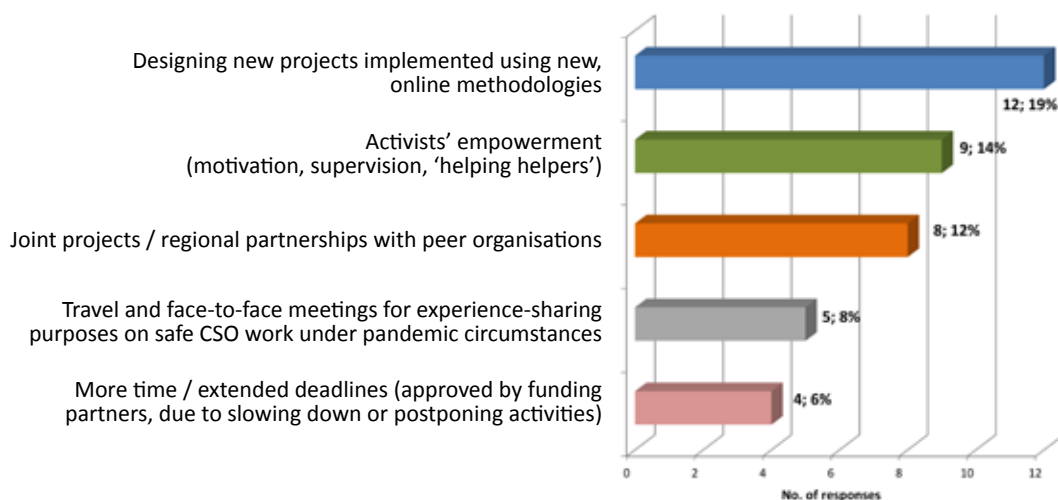 Designing new projects implemented using new,
online methodologies
12; 19%
Activists’ empowerment
(motivation, supervision, ‘helping helpers’)
9; 14%
Joint projects / regional partnerships with peer organisations
8; 12%
Travel and face-to-face meetings for experience-sharing
purposes on safe CSO work under pandemic circumstances
5; 8%
More time / extended deadlines (approved by funding
partners, due to slowing down or postponing activities)
4; 6%
0 2 4 6 8 10 12
No. of responses